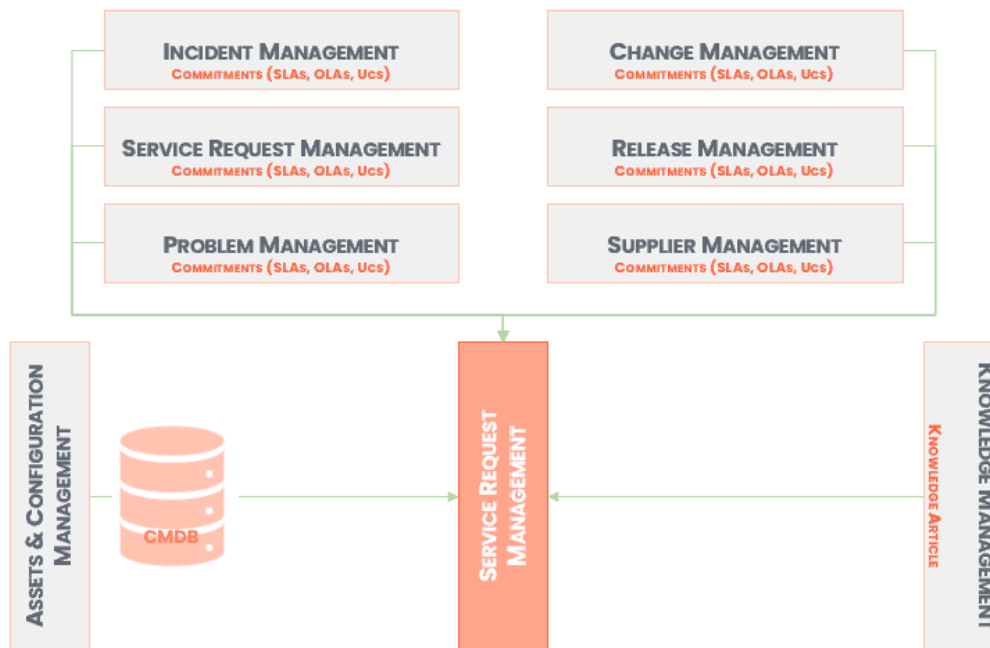 Incident Management
Commitments (SLAs, OLAs, Ucs)
Change Management
Commitments (SLAs, OLAs, Ucs)
Service Request Management
Commitments (SLAs, OLAs, Ucs)
Release Management
Commitments (SLAs, OLAs, Ucs)
Problem Management
Commitments (SLAs, OLAs, Ucs)
Supplier Management
Commitments (SLAs, OLAs, Ucs)
Assets & Configuration
Management
CMDB
Service Request
Management
Knowledge Management
Knowledge Article